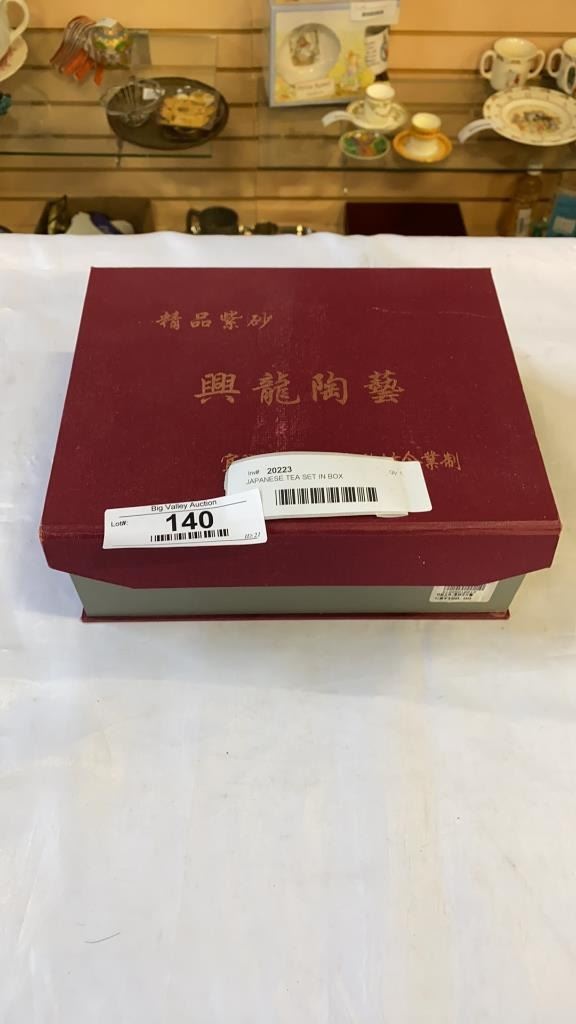 精品紫砂
興龍陶藝
企業制
Inv# 20223
JAPANESE TEA SET IN BOX
Big Valley Auction
Lot#: 140